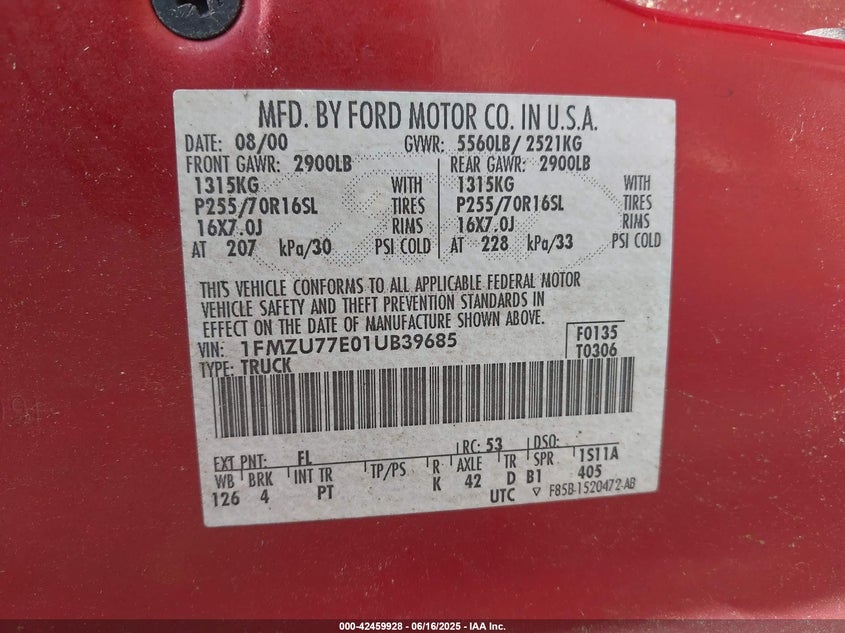 MFD. BY FORD MOTOR CO. IN U.S.A.
DATE: 08/00 GVWR: 5560LB/ 2521KG
FRONT GAWR: 2900LB REAR GAWR: 2900LB
1315KG WITH 1315KG WITH
P255/70R16SL TIRES P255/70R16SL TIRES
16X7.0J RIMS 16X7.0J RIMS
AT 207 kPa/30 PSI COLD AT 228 kPa/33 PSI COLD
THIS VEHICLE CONFORMS TO ALL APPLICABLE FEDERAL MOTOR
VEHICLE SAFETY AND THEFT PREVENTION STANDARDS IN
EFFECT ON THE DATE OF MANUFACTURE SHOWN ABOVE.
VIN: 1FMZU77E01UB39685 F0135
TYPE: TRUCK T0306
EXT PNT: FL RC: 53 DSO:
WB BRK INT TR TP/PS R AXLE TR SPR 1S11A
126 4 PT K 42 D B1 405
UTC ▽ F85B-1520472-AB
000-42459928 - 06/16/2025 - IAA Inc.